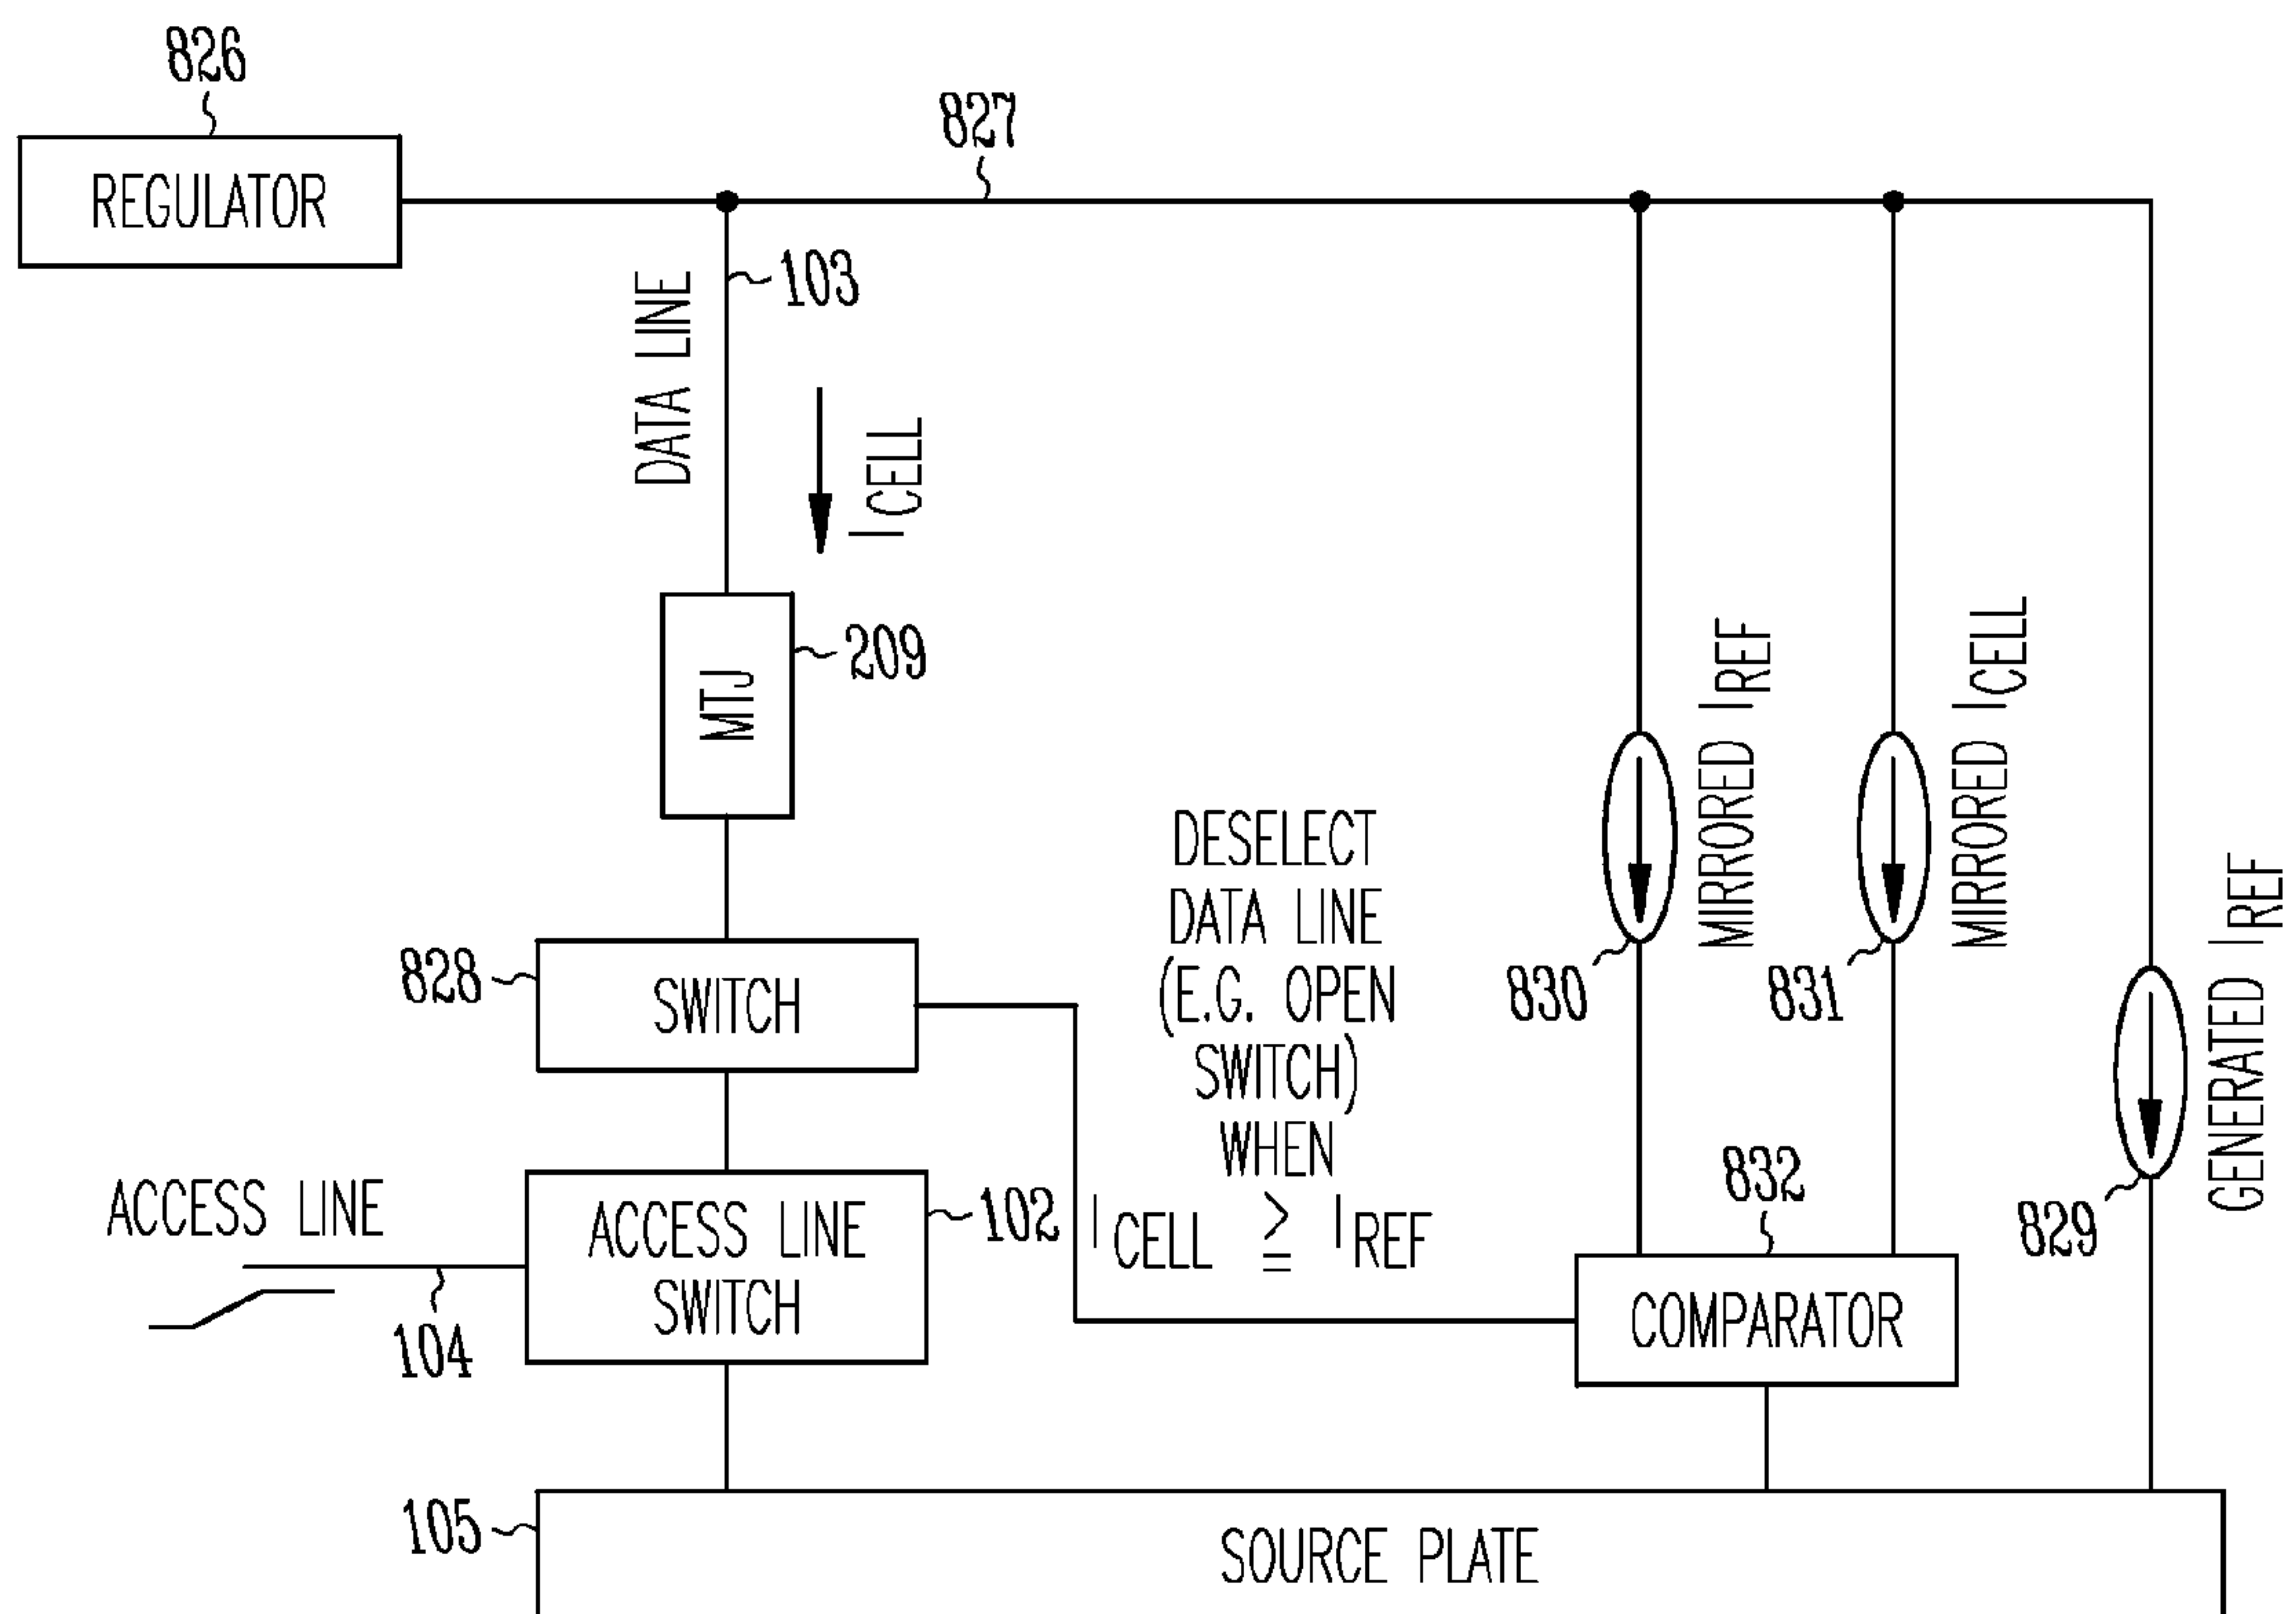 826
REGULATOR
827
103
DATA LINE
ICELL
MTJ
209
828
SWITCH
DESELECT
DATA LINE
(E.G. OPEN
SWITCH)
WHEN
ICELL ≧ IREF
830
MIRRORED IREF
831
MIRRORED ICELL
829
GENERATED IREF
ACCESS LINE
104
ACCESS LINE
SWITCH
102
832
COMPARATOR
105
SOURCE PLATE